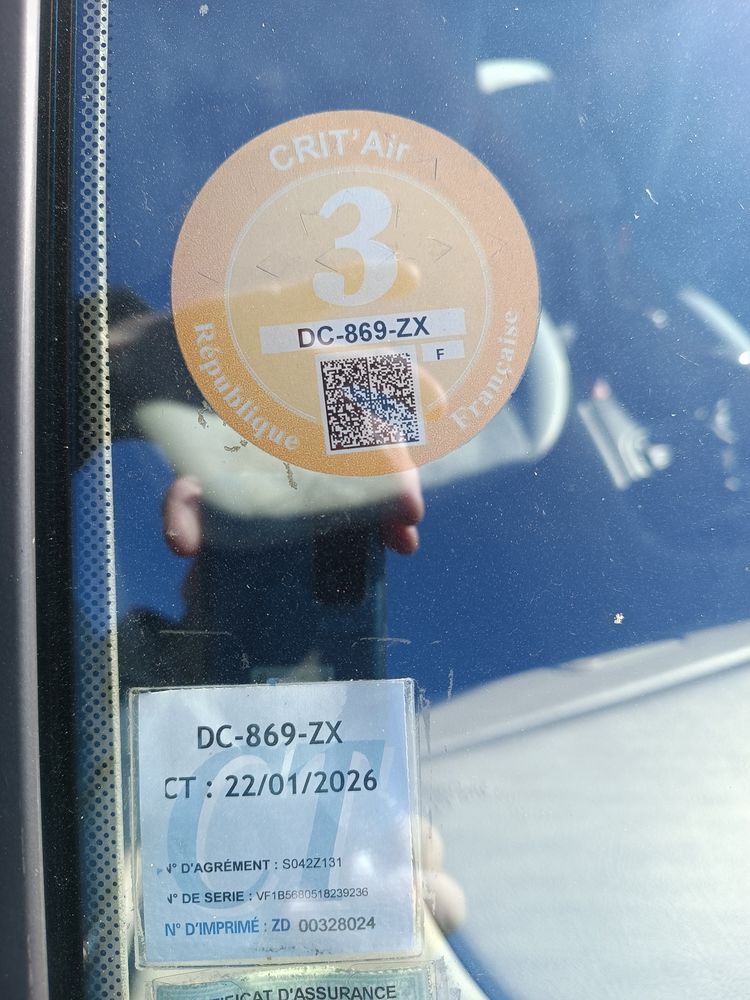 CRIT'Air
3
DC-869-ZX
F
République Française
DC-869-ZX
CT : 22/01/2026
N° D'AGRÉMENT : S042Z131
N° DE SERIE : VF1B5680518239236
N° D'IMPRIMÉ : ZD 00328024
D'ASSURANCE